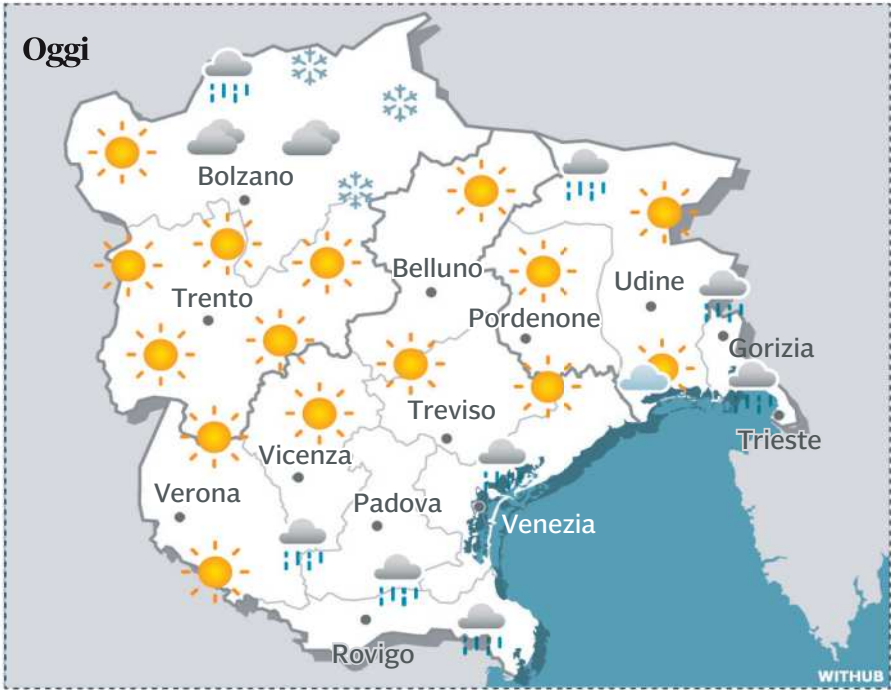 Oggi
Bolzano
Belluno
Trento
Udine
Pordenone
Gorizia
Treviso
Trieste
Vicenza
Verona
Padova
Venezia
Rovigo
WITHUB